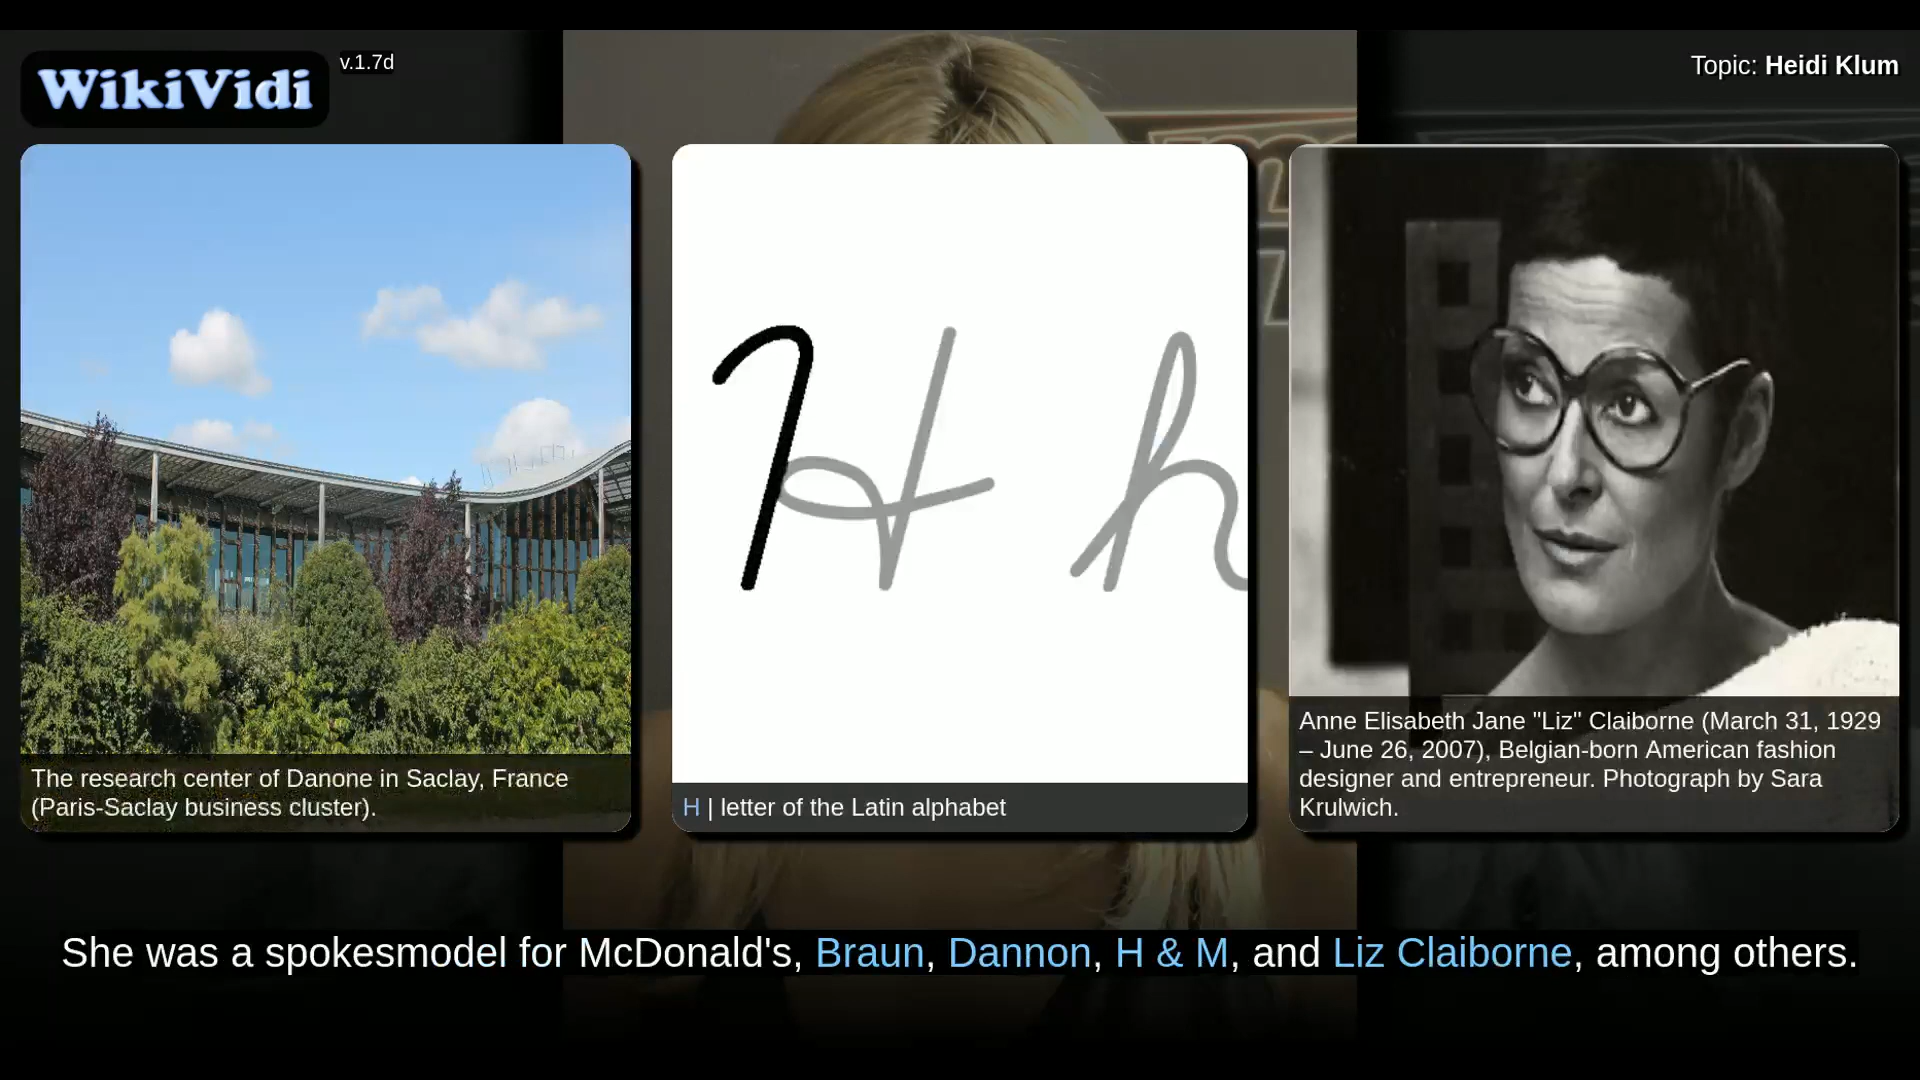 WikiVidi
v.1.7d
Topic: Heidi Klum
The research center of Danone in Saclay, France
(Paris-Saclay business cluster).
H h
H | letter of the Latin alphabet
Anne Elisabeth Jane "Liz" Claiborne (March 31, 1929
– June 26, 2007), Belgian-born American fashion
designer and entrepreneur. Photograph by Sara
Krulwich.
She was a spokesmodel for McDonald's, Braun, Dannon, H & M, and Liz Claiborne, among others.